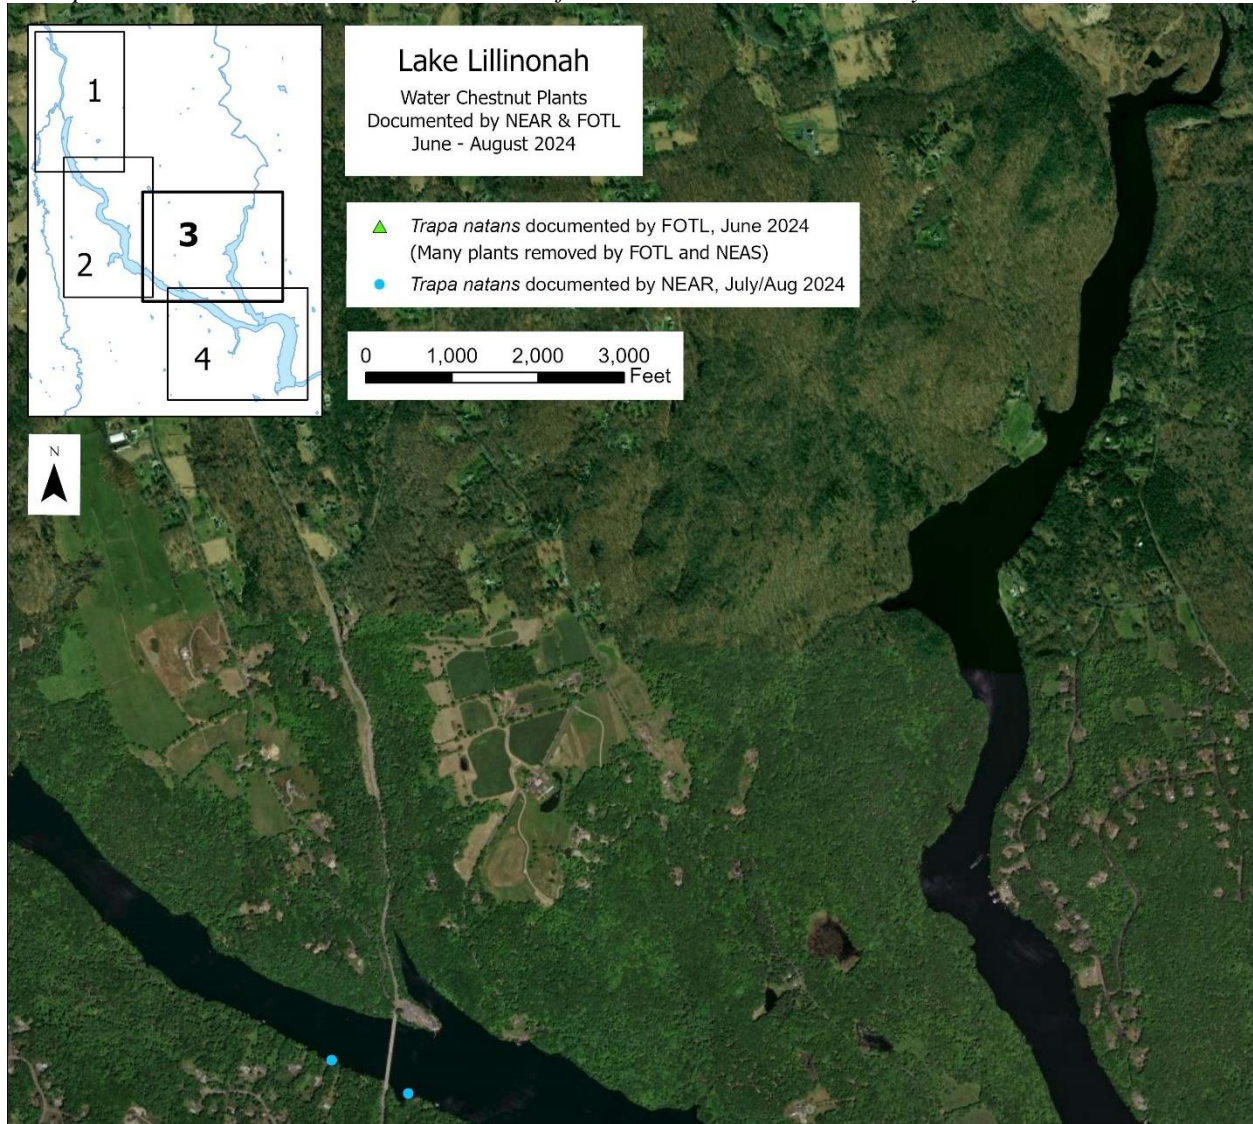 Lake Lillinonah
Water Chestnut Plants
Documented by NEAR & FOTL
June - August 2024
1
2
3
4
Trapa natans documented by FOTL, June 2024
(Many plants removed by FOTL and NEAS)
Trapa natans documented by NEAR, July/Aug 2024
0 1,000 2,000 3,000
Feet
N